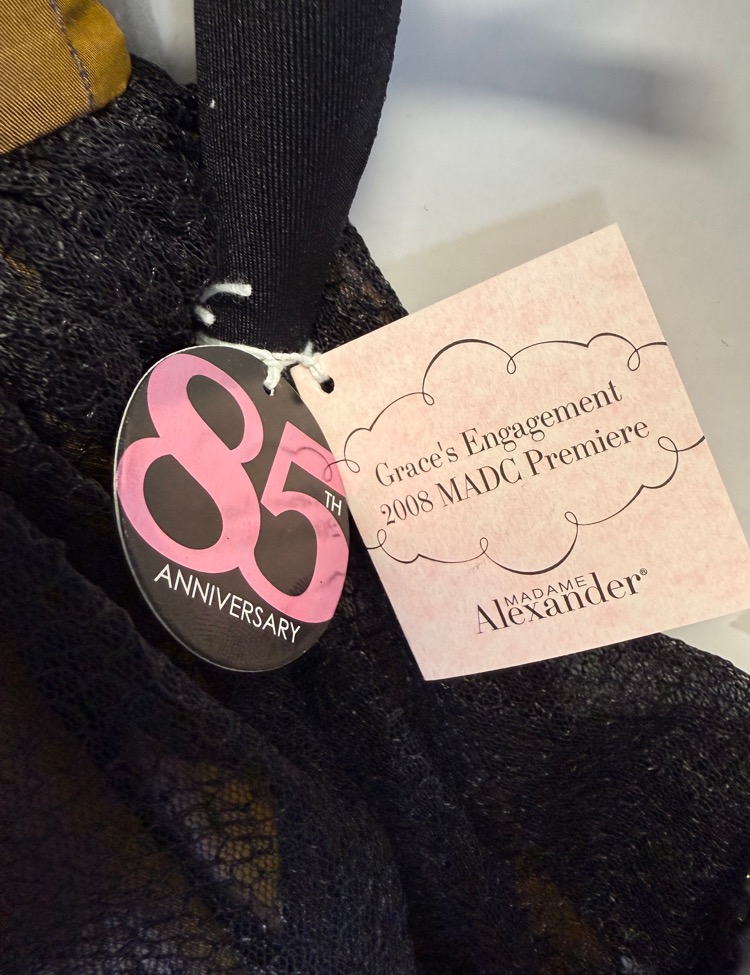 85
TH
ANNIVERSARY
Grace's Engagement
2008 MADC Premiere
MADAME
Alexander®